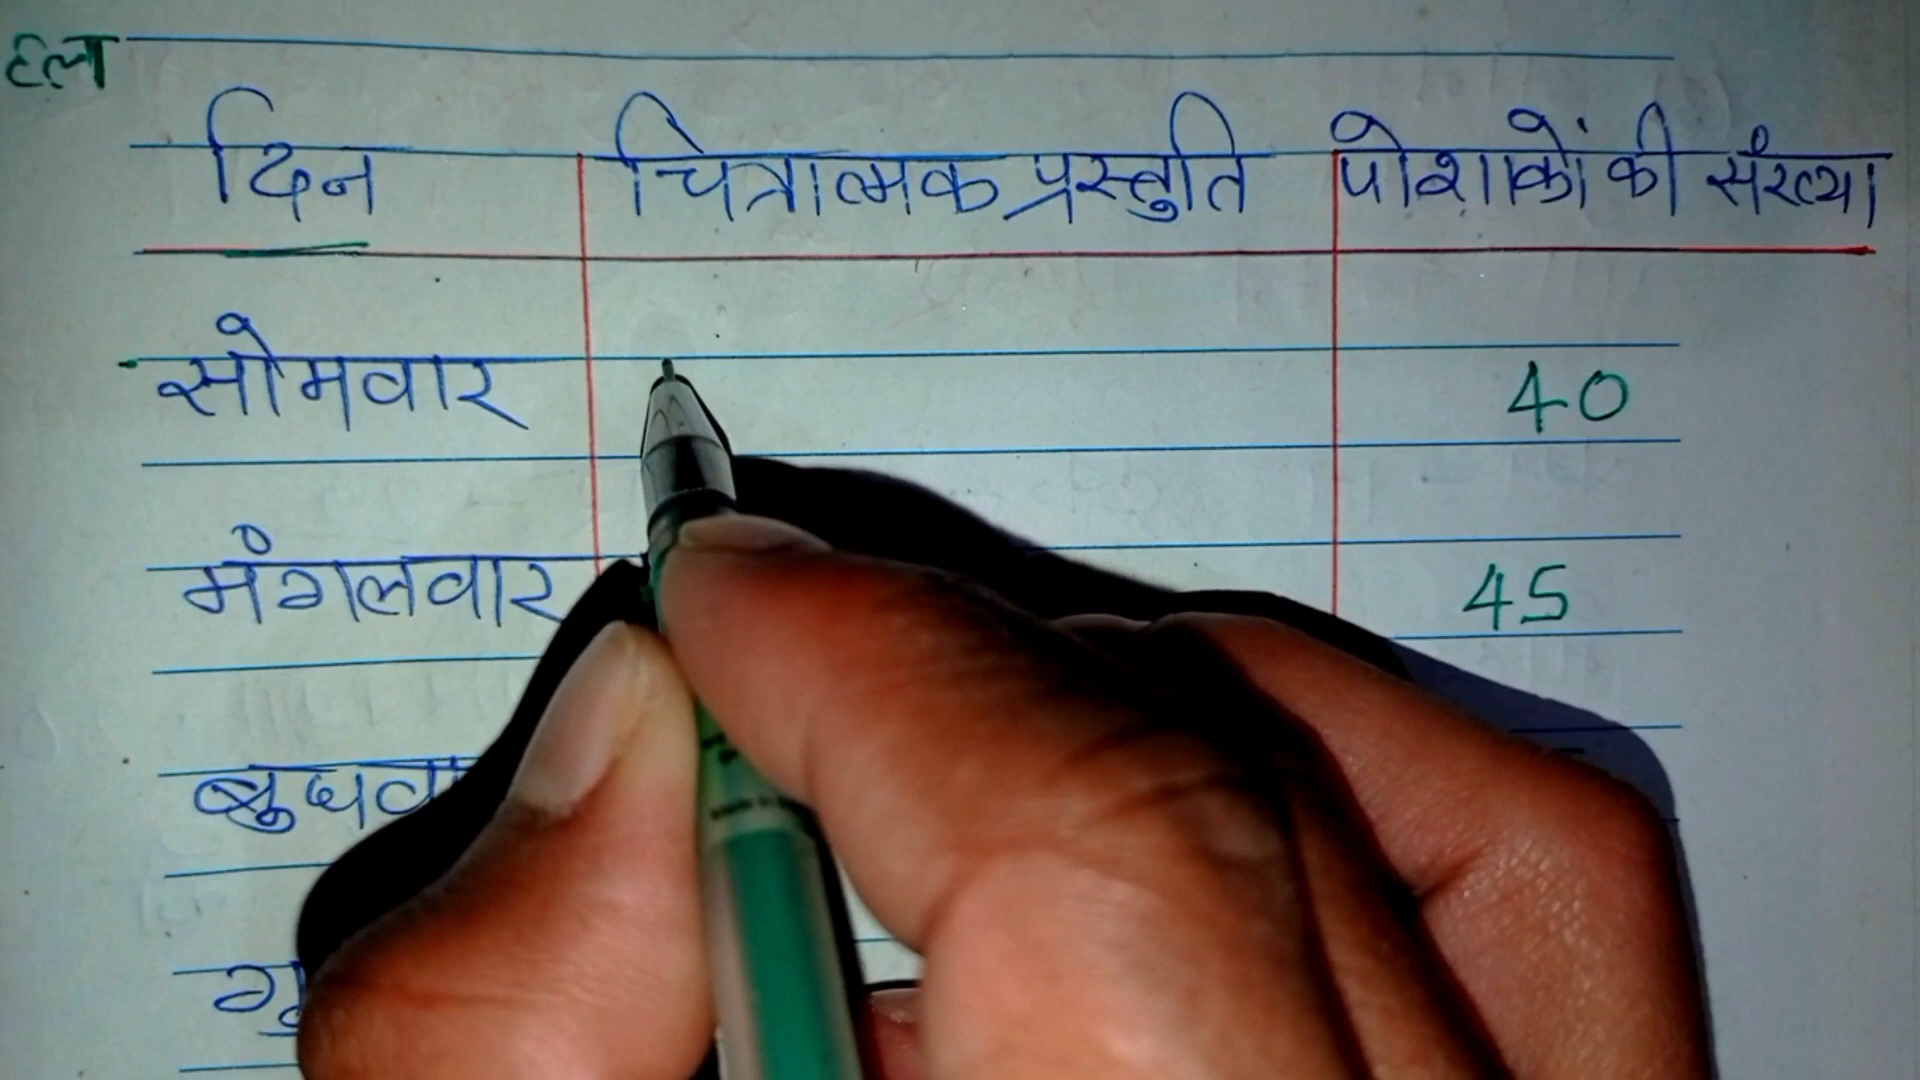 हल
दिन चित्रात्मक प्रस्तुति पोशाकों की संख्या
सोमवार 40
मंगलवार 45